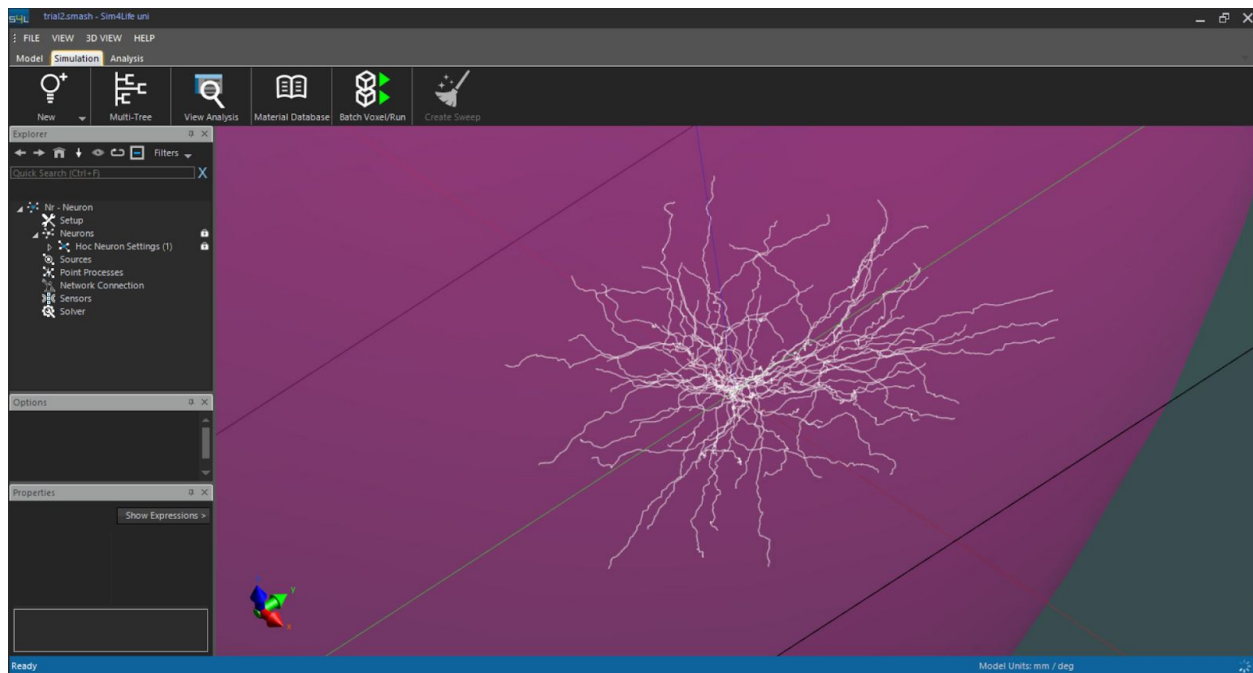 S4L trial2.smash - Sim4Life uni
FILE VIEW 3D VIEW HELP
Model Simulation Analysis
New Multi-Tree View Analysis Material Database Batch Voxel/Run Create Sweep
Explorer
Filters
Quick Search (Ctrl+F) X
Nr - Neuron
Setup
Neurons
Hoc Neuron Settings (1)
Sources
Point Processes
Network Connection
Sensors
Solver
Options
Properties
Show Expressions >
Y
X
Ready Model Units: mm / deg